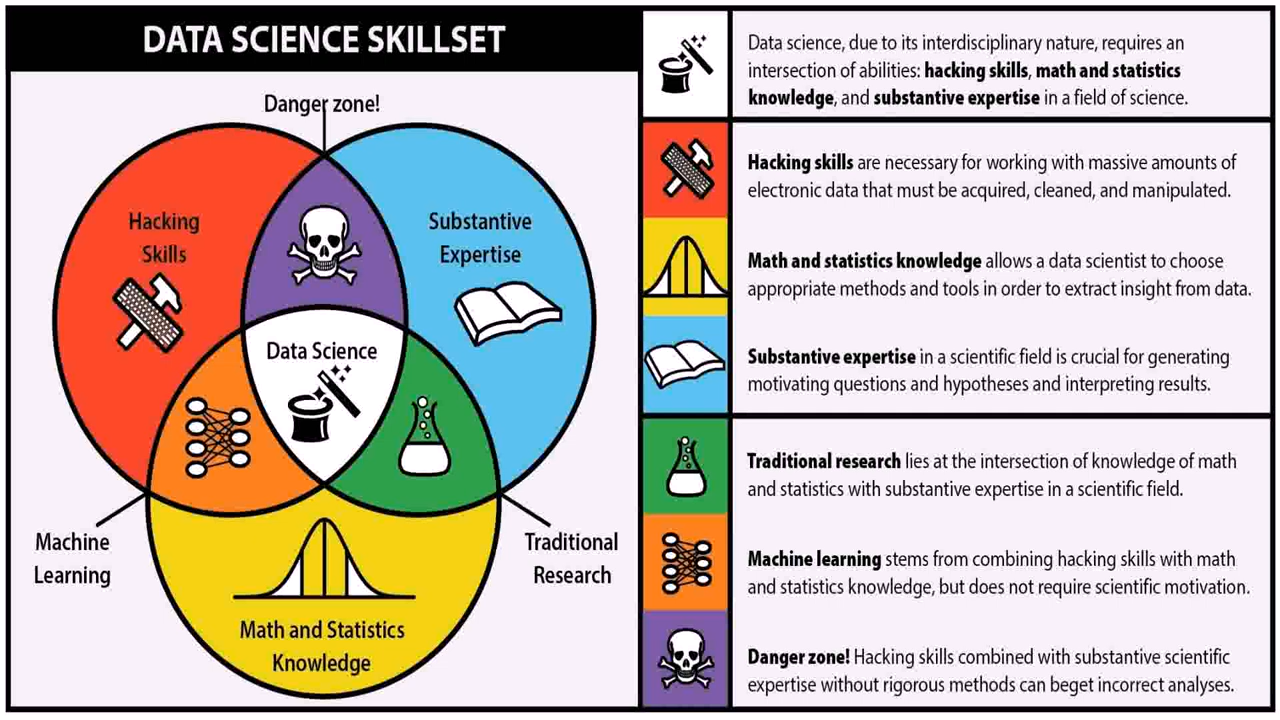 DATA SCIENCE SKILLSET
Danger zone!
Hacking
Skills
Substantive
Expertise
Data Science
Machine
Learning
Traditional
Research
Math and Statistics
Knowledge
Data science, due to its interdisciplinary nature, requires an
intersection of abilities: hacking skills, math and statistics
knowledge, and substantive expertise in a field of science.
Hacking skills are necessary for working with massive amounts of
electronic data that must be acquired, cleaned, and manipulated.
Math and statistics knowledge allows a data scientist to choose
appropriate methods and tools in order to extract insight from data.
Substantive expertise in a scientific field is crucial for generating
motivating questions and hypotheses and interpreting results.
Traditional research lies at the intersection of knowledge of math
and statistics with substantive expertise in a scientific field.
Machine learning stems from combining hacking skills with math
and statistics knowledge, but does not require scientific motivation.
Danger zone! Hacking skills combined with substantive scientific
expertise without rigorous methods can beget incorrect analyses.